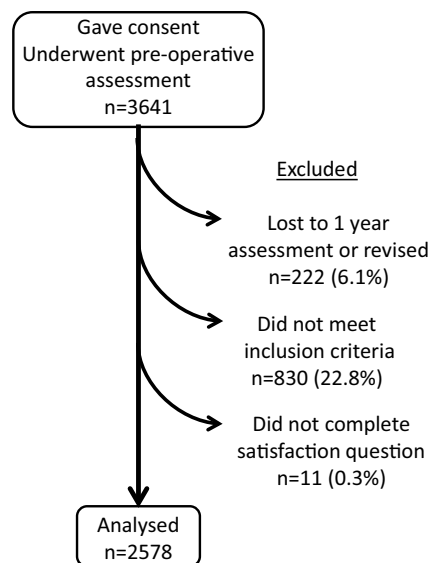 Gave consent
Underwent pre-operative
assessment
n=3641
Excluded
Lost to 1 year
assessment or revised
n=222 (6.1%)
Did not meet
inclusion criteria
n=830 (22.8%)
Did not complete
satisfaction question
n=11 (0.3%)
Analysed
n=2578